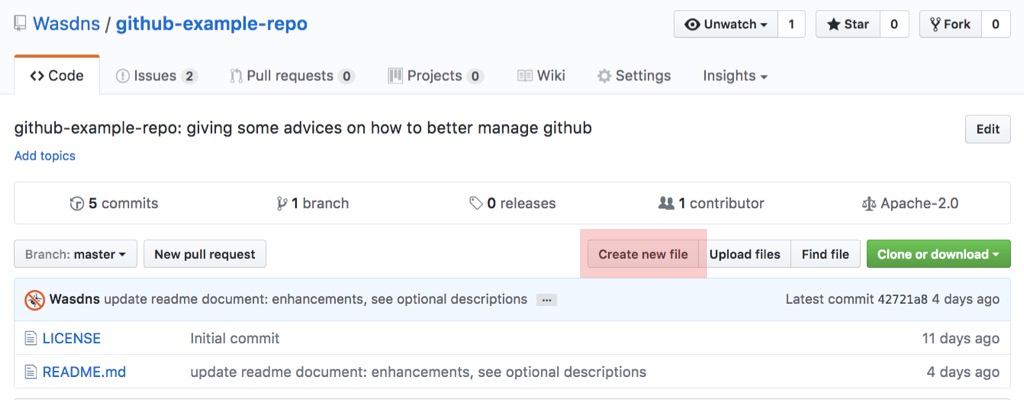 Wasdns / github-example-repo
Unwatch 1 Star 0 Fork 0
Code Issues 2 Pull requests 0 Projects 0 Wiki Settings Insights
github-example-repo: giving some advices on how to better manage github Edit
Add topics
5 commits 1 branch 0 releases 1 contributor Apache-2.0
Branch: master New pull request Create new file Upload files Find file Clone or download
Wasdns update readme document: enhancements, see optional descriptions ... Latest commit 42721a8 4 days ago
LICENSE Initial commit 11 days ago
README.md update readme document: enhancements, see optional descriptions 4 days ago